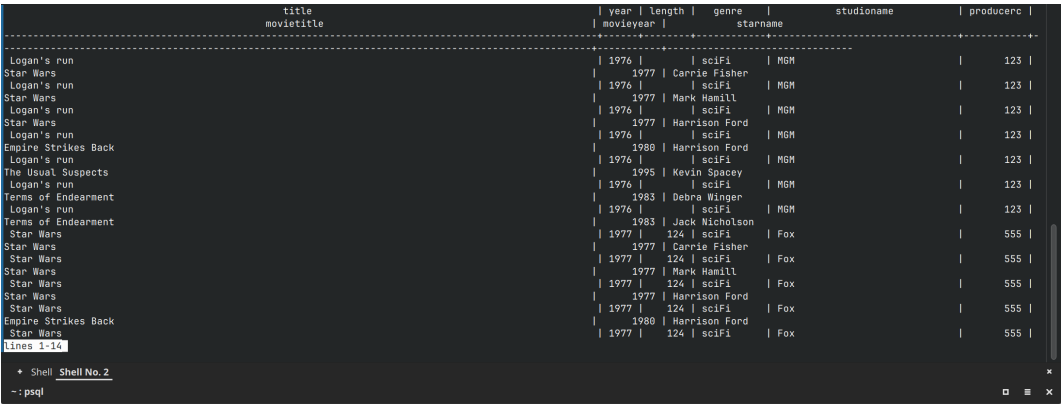 title | year | length | genre | studioname | producerc |
movietitle | movieyear | starname
--------------------------------------------------+------+--------+--------+--------------------+-----------+-
--------------------------------------------------+-----------+--------------------
Logan's run | 1976 | | sciFi | MGM | 123 |
Star Wars | 1977 | Carrie Fisher
Logan's run | 1976 | | sciFi | MGM | 123 |
Star Wars | 1977 | Mark Hamill
Logan's run | 1976 | | sciFi | MGM | 123 |
Star Wars | 1977 | Harrison Ford
Logan's run | 1976 | | sciFi | MGM | 123 |
Empire Strikes Back | 1980 | Harrison Ford
Logan's run | 1976 | | sciFi | MGM | 123 |
The Usual Suspects | 1995 | Kevin Spacey
Logan's run | 1976 | | sciFi | MGM | 123 |
Terms of Endearment | 1983 | Debra Winger
Logan's run | 1976 | | sciFi | MGM | 123 |
Terms of Endearment | 1983 | Jack Nicholson
Star Wars | 1977 | 124 | sciFi | Fox | 555 |
Star Wars | 1977 | Carrie Fisher
Star Wars | 1977 | 124 | sciFi | Fox | 555 |
Star Wars | 1977 | Mark Hamill
Star Wars | 1977 | 124 | sciFi | Fox | 555 |
Star Wars | 1977 | Harrison Ford
Star Wars | 1977 | 124 | sciFi | Fox | 555 |
Empire Strikes Back | 1980 | Harrison Ford
Star Wars | 1977 | 124 | sciFi | Fox | 555 |
lines 1-14
+ Shell Shell No. 2 ×
~ : psql